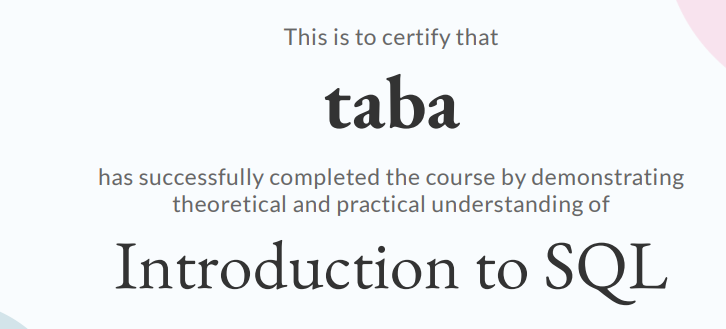 This is to certify that
taba
has successfully completed the course by demonstrating
theoretical and practical understanding of
Introduction to SQL